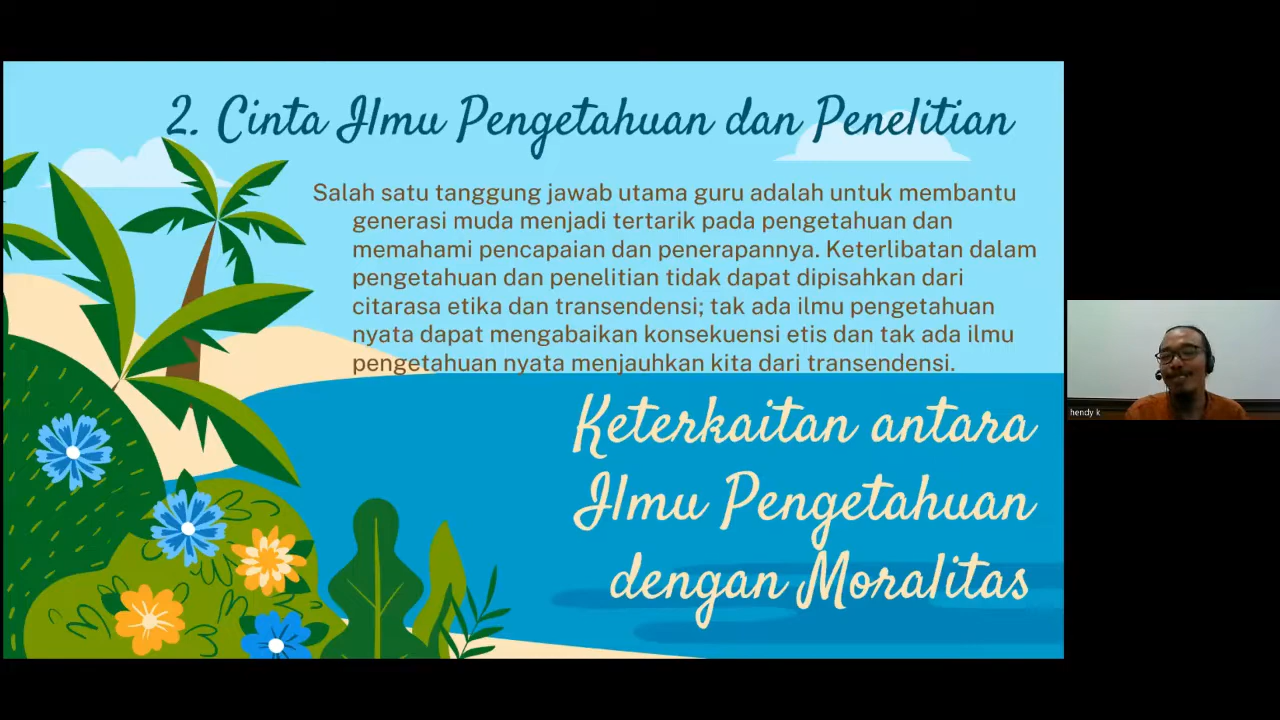 2. Cinta Ilmu Pengetahuan dan Penelitian
Salah satu tanggung jawab utama guru adalah untuk membantu
generasi muda menjadi tertarik pada pengetahuan dan
memahami pencapaian dan penerapannya. Keterlibatan dalam
pengetahuan dan penelitian tidak dapat dipisahkan dari
citarasa etika dan transendensi; tak ada ilmu pengetahuan
nyata dapat mengabaikan konsekuensi etis dan tak ada ilmu
pengetahuan nyata menjauhkan kita dari transendensi.
Keterkaitan antara
Ilmu Pengetahuan
dengan Moralitas
hendy k